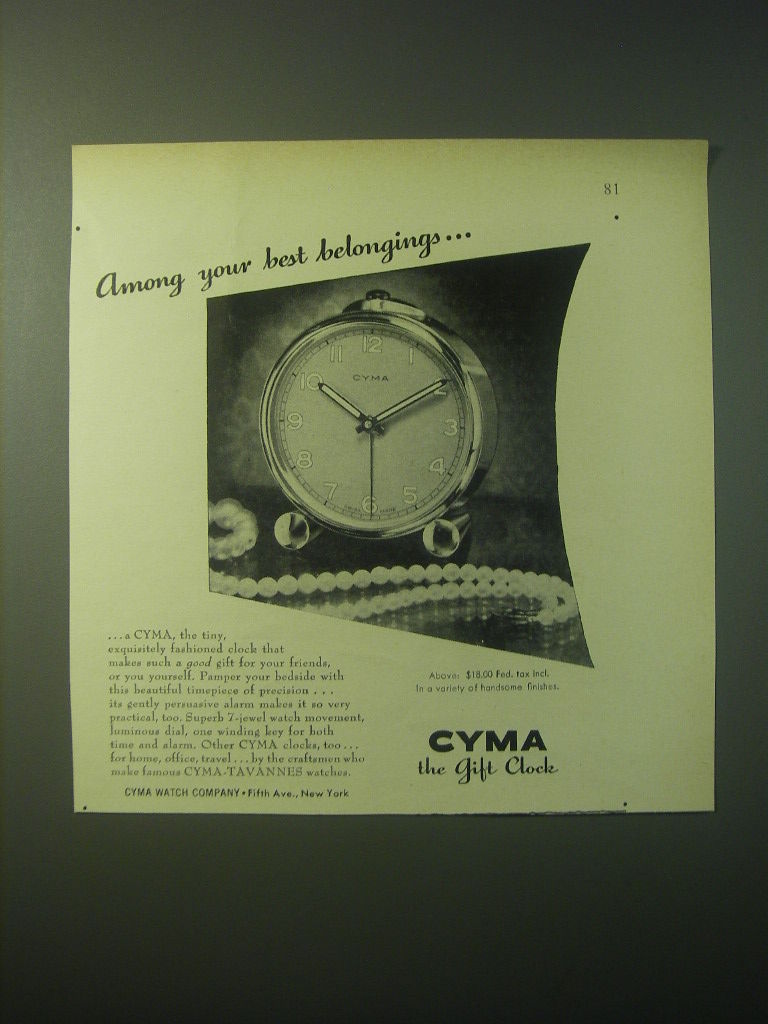 81
Among your best belongings...
11 12 1
10 CYMA 2
9 3
8 4
7 6 5
...a CYMA, the tiny,
exquisitely fashioned clock that
makes such a good gift for your friends,
or you yourself. Pamper your bedside with
this beautiful timepiece of precision . . .
its gently persuasive alarm makes it so very
practical, too. Superb 7-jewel watch movement,
luminous dial, one winding key for both
time and alarm. Other CYMA clocks, too...
for home, office, travel...by the craftsmen who
make famous CYMA-TAVANNES watches.
CYMA WATCH COMPANY • Fifth Ave., New York
Above: $18.00 Fed. tax incl.
In a variety of handsome finishes.
CYMA
the Gift Clock